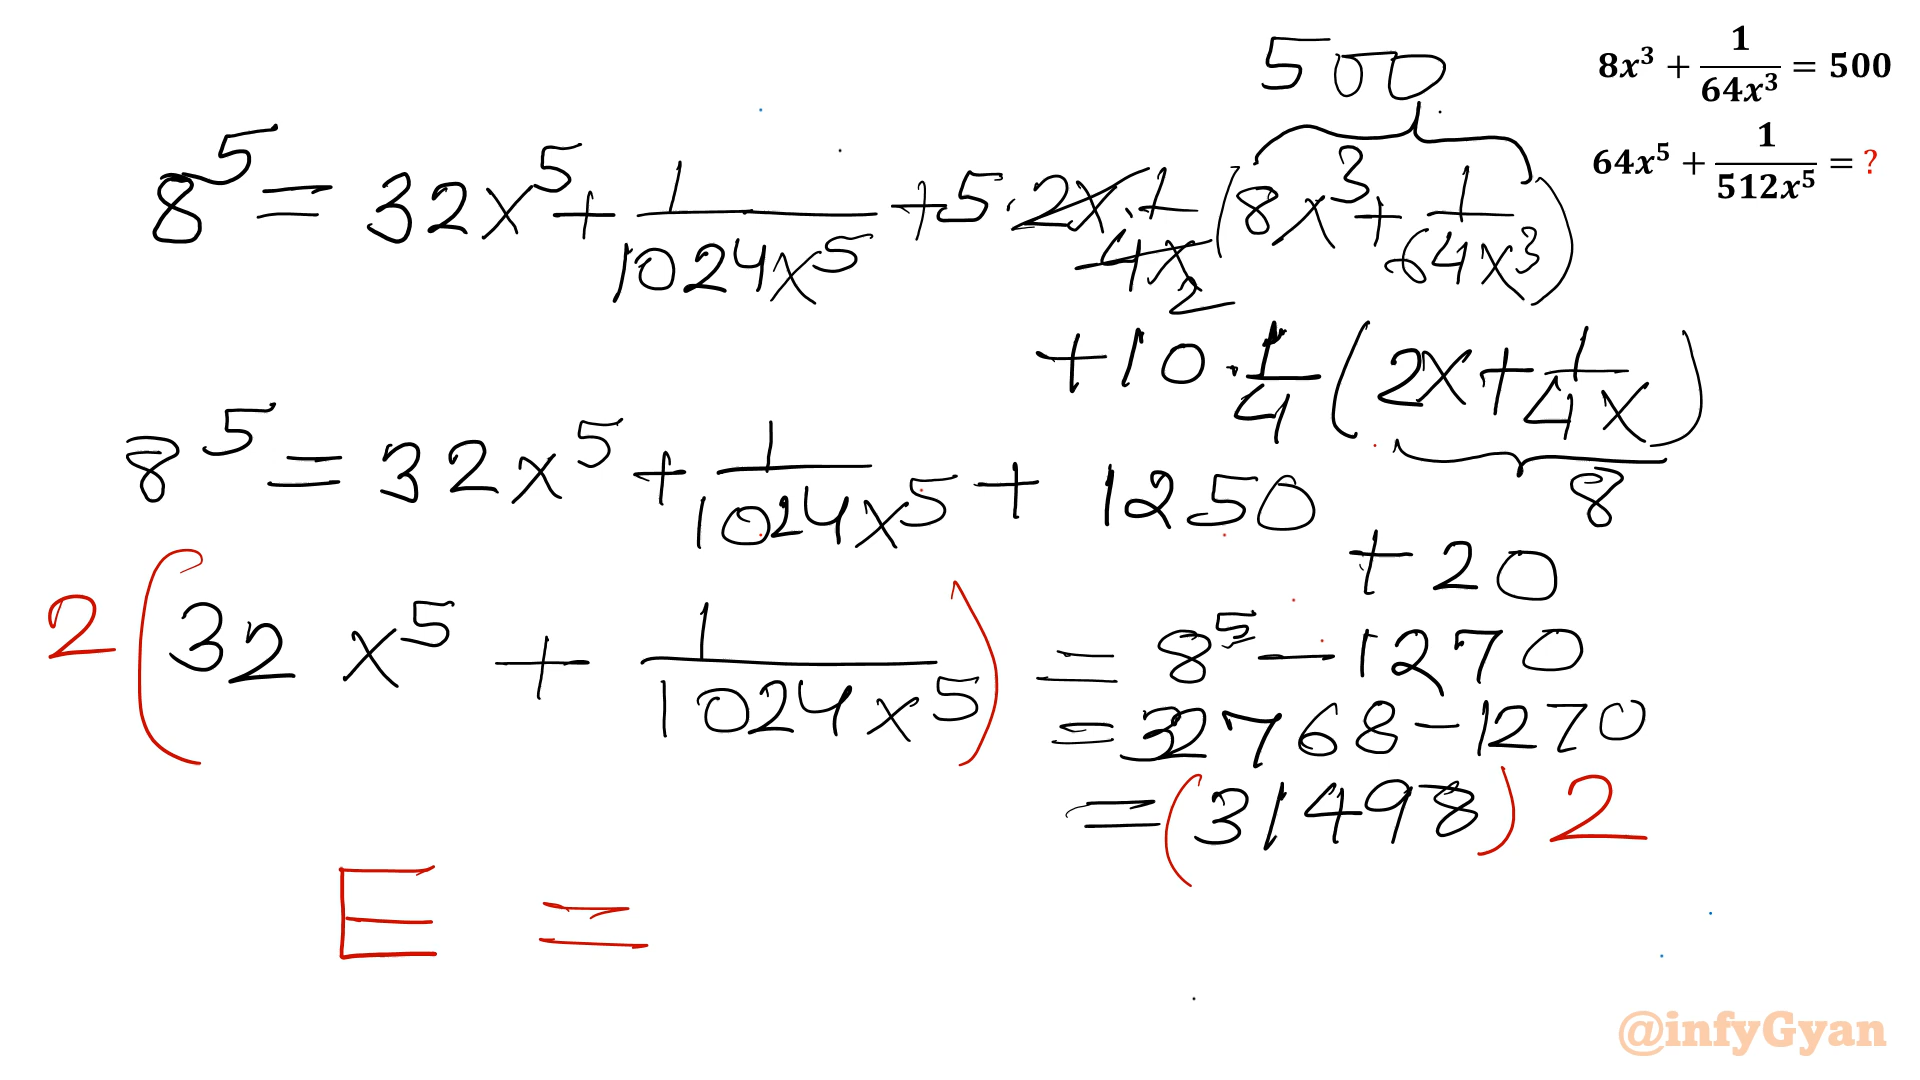 8x³ + 1/64x³ = 500
64x⁵ + 1/512x⁵ = ?
500
8⁵ = 32x⁵ + 1/1024x⁵ + 5·2x·1/4x (8x³ + 1/64x³)
2
+ 10·1/4 (2x + 1/4x)
8
8⁵ = 32x⁵ + 1/1024x⁵ + 1250
+ 20
2(32x⁵ + 1/1024x⁵) = 8⁵ - 1270
= 32768 - 1270
= (31498)2
E =
@infyGyan